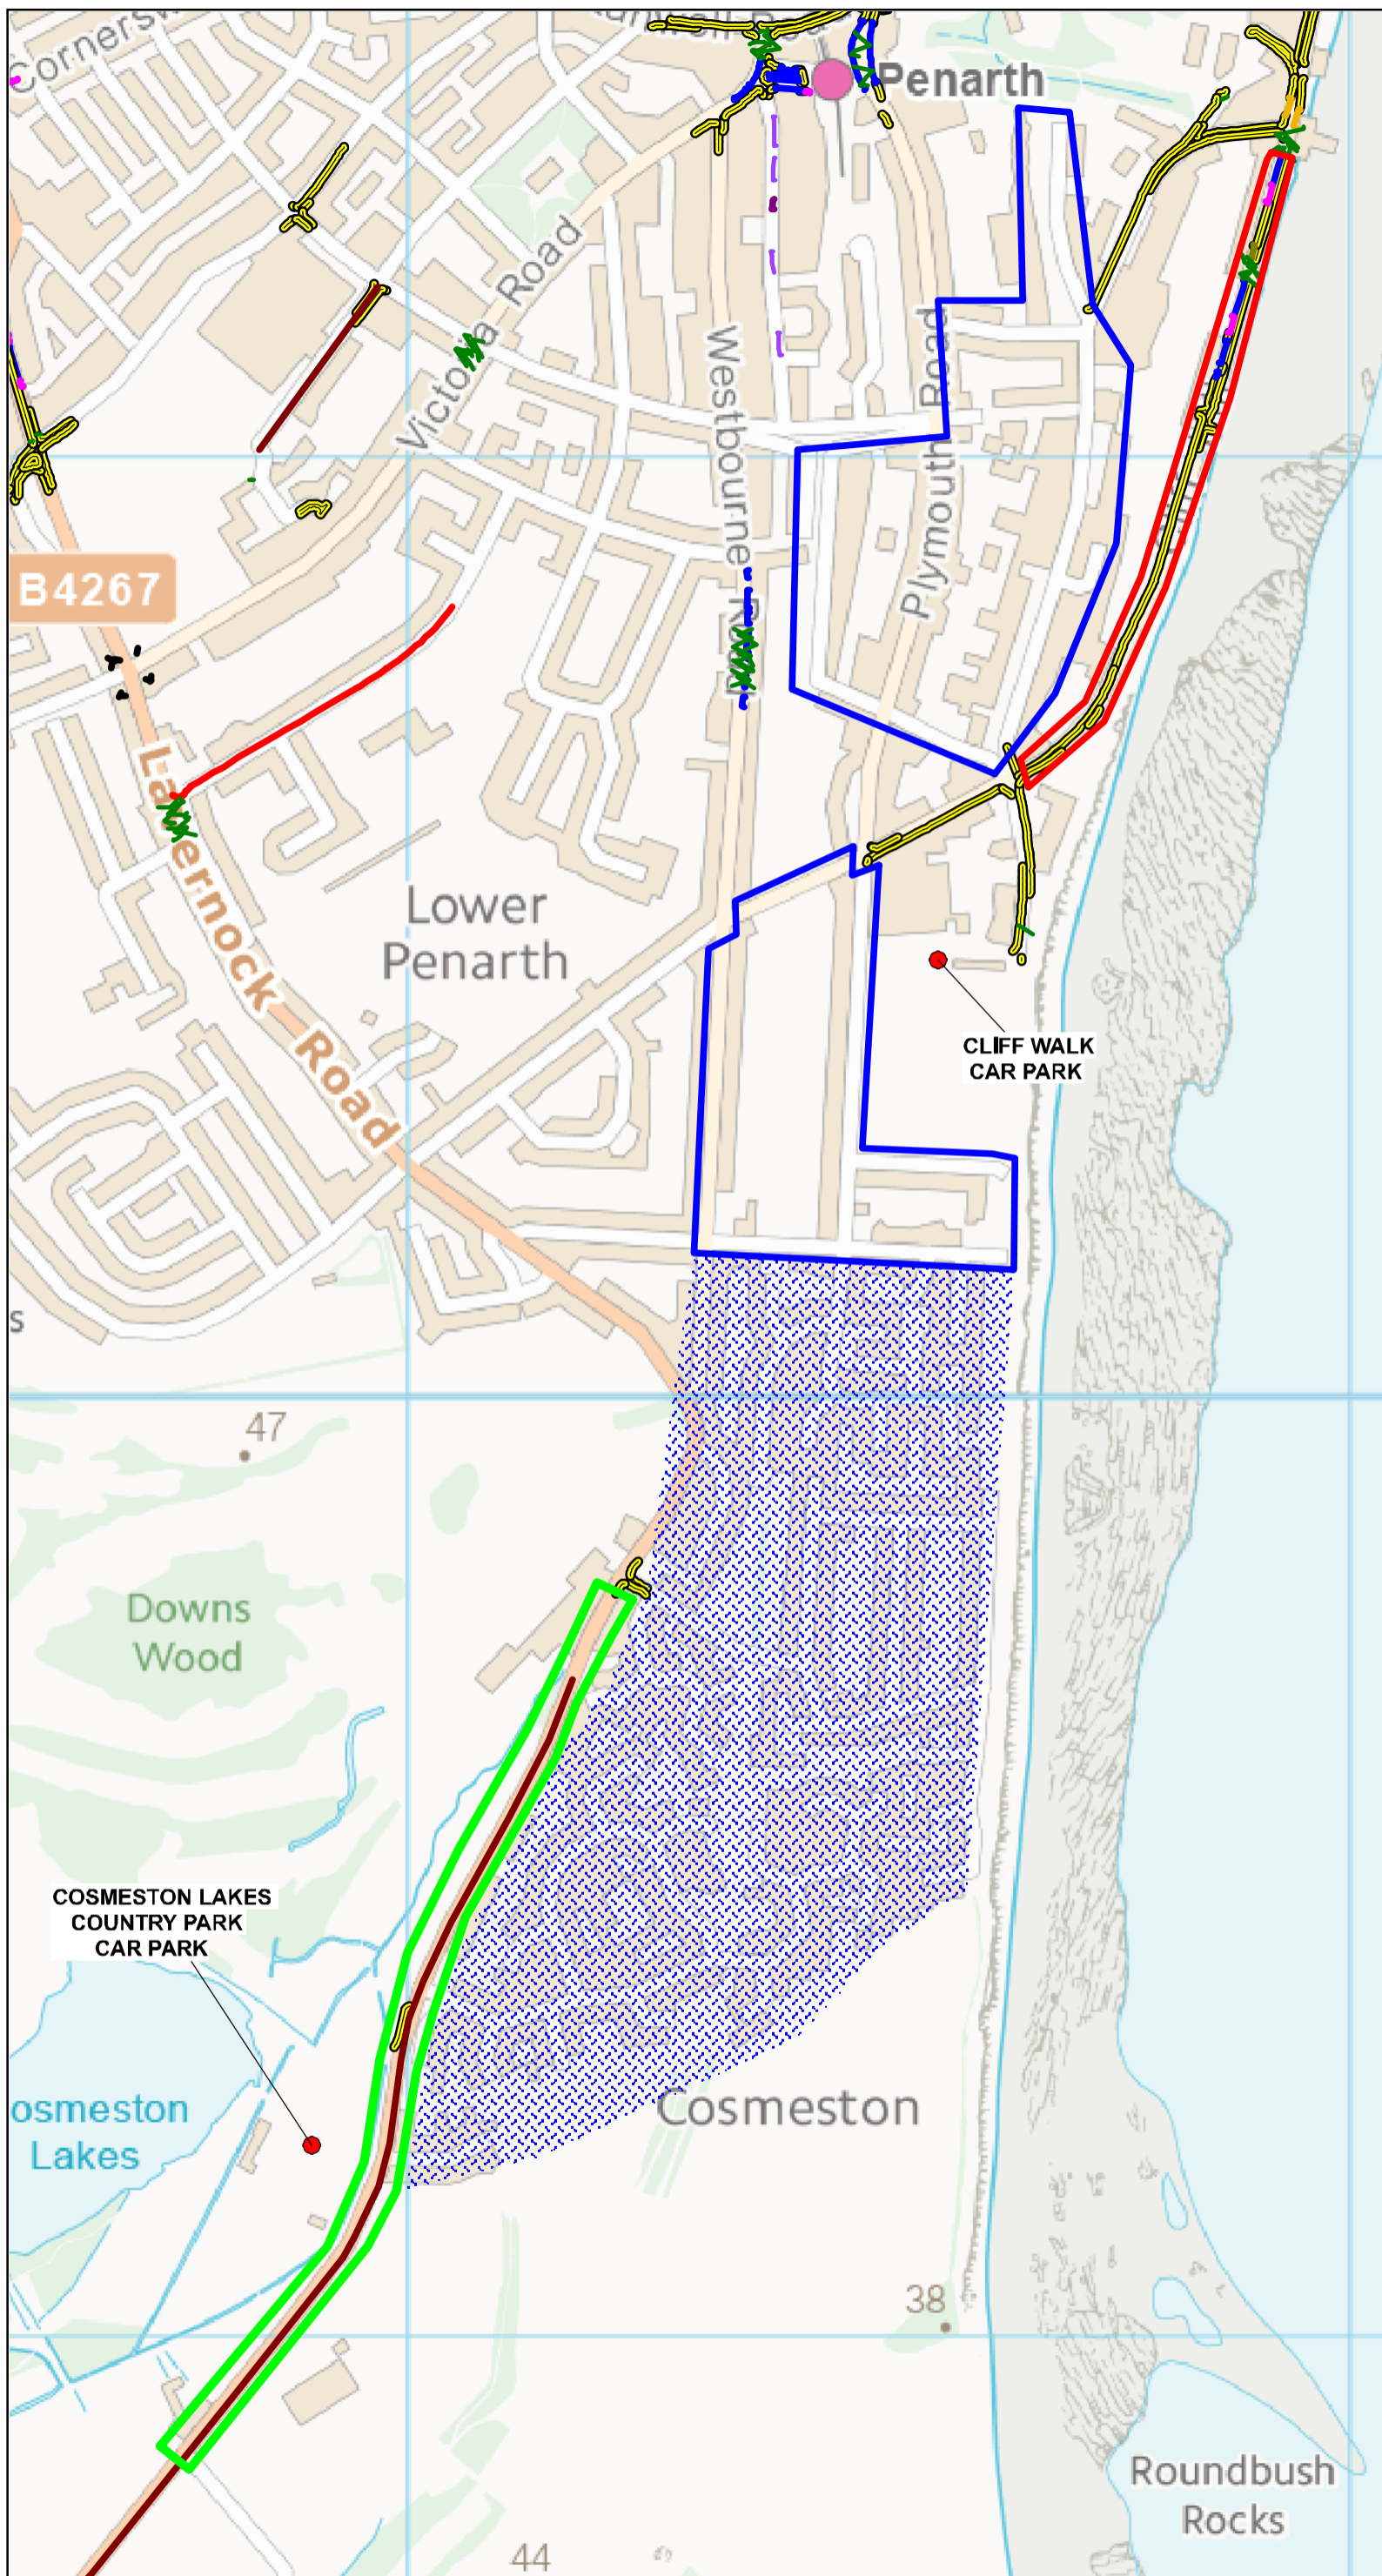 Penarth
Victoria Road
Westbourne Road
Plymouth Road
B4267
Lavernock Road
Lower
Penarth
CLIFF WALK
CAR PARK
s
47
Downs
Wood
COSMESTON LAKES
COUNTRY PARK
CAR PARK
osmeston
Lakes
Cosmeston
38
Roundbush
Rocks
44